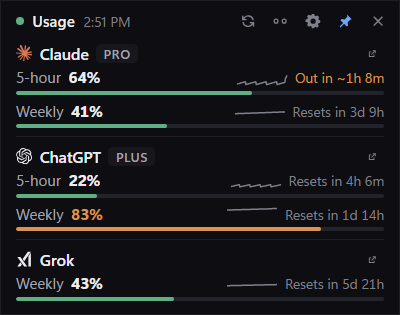 Usage 2:51 PM
Claude PRO
5-hour 64% Out in ~1h 8m
Weekly 41% Resets in 3d 9h
ChatGPT PLUS
5-hour 22% Resets in 4h 6m
Weekly 83% Resets in 1d 14h
Grok
Weekly 43% Resets in 5d 21h